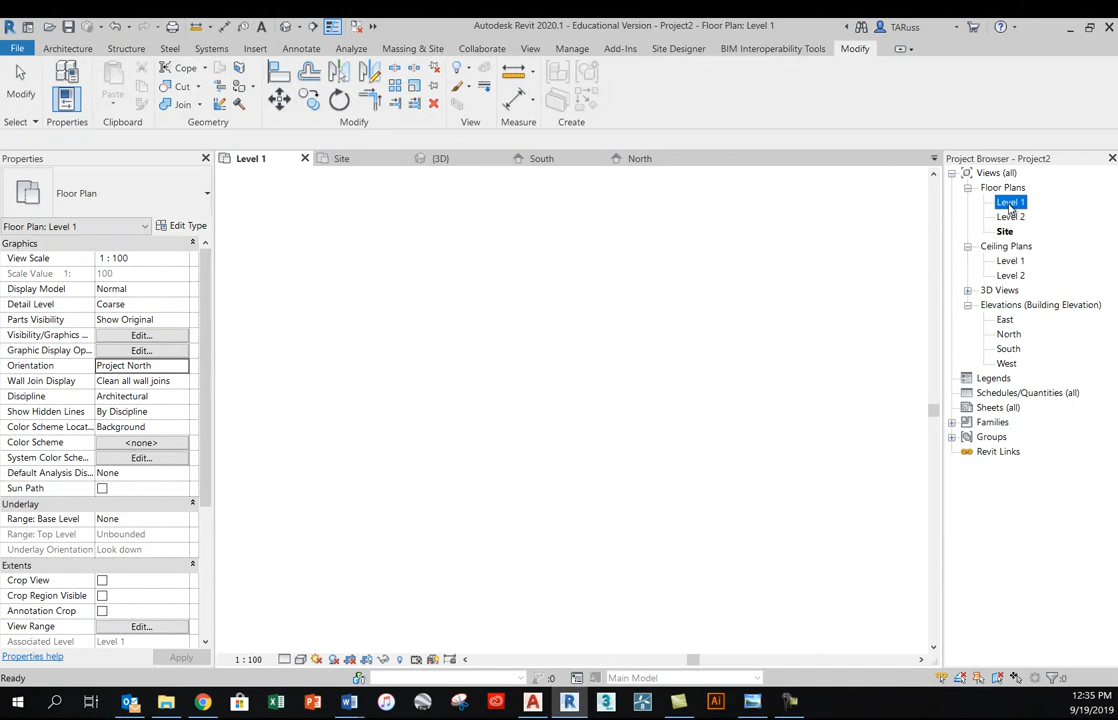 Autodesk Revit 2020.1 - Educational Version - Project2 - Floor Plan: Level 1
TARuss
File Architecture Structure Steel Systems Insert Annotate Analyze Massing & Site Collaborate View Manage Add-Ins Site Designer BIM Interoperability Tools Modify
Cope
Modify Paste Cut
Join
Select Properties Clipboard Geometry Modify View Measure Create
Properties Level 1 Site (3D) South North Project Browser - Project2
Views (all)
Floor Plan Floor Plans
Level 1
Level 2
Floor Plan: Level 1 Edit Type Site
Graphics Ceiling Plans
View Scale 1 : 100 Level 1
Scale Value 1: 100 Level 2
Display Model Normal 3D Views
Detail Level Coarse Elevations (Building Elevation)
Parts Visibility Show Original East
Visibility/Graphics ... Edit... North
Graphic Display Op... Edit... South
Orientation Project North West
Wall Join Display Clean all wall joins Legends
Discipline Architectural Schedules/Quantities (all)
Show Hidden Lines By Discipline Sheets (all)
Color Scheme Locat... Background Families
Color Scheme <none> Groups
System Color Sche... Edit... Revit Links
Default Analysis Dis... None
Sun Path
Underlay
Range: Base Level None
Range: Top Level Unbounded
Underlay Orientation Look down
Extents
Crop View
Crop Region Visible
Annotation Crop
View Range Edit...
Associated Level Level 1
Properties help Apply 1 : 100
Ready :0 Main Model :0
12:35 PM
9/19/2019